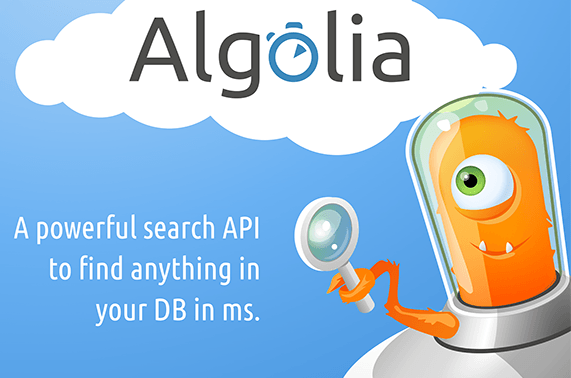 Algolia
A powerful search API
to find anything in
your DB in ms.